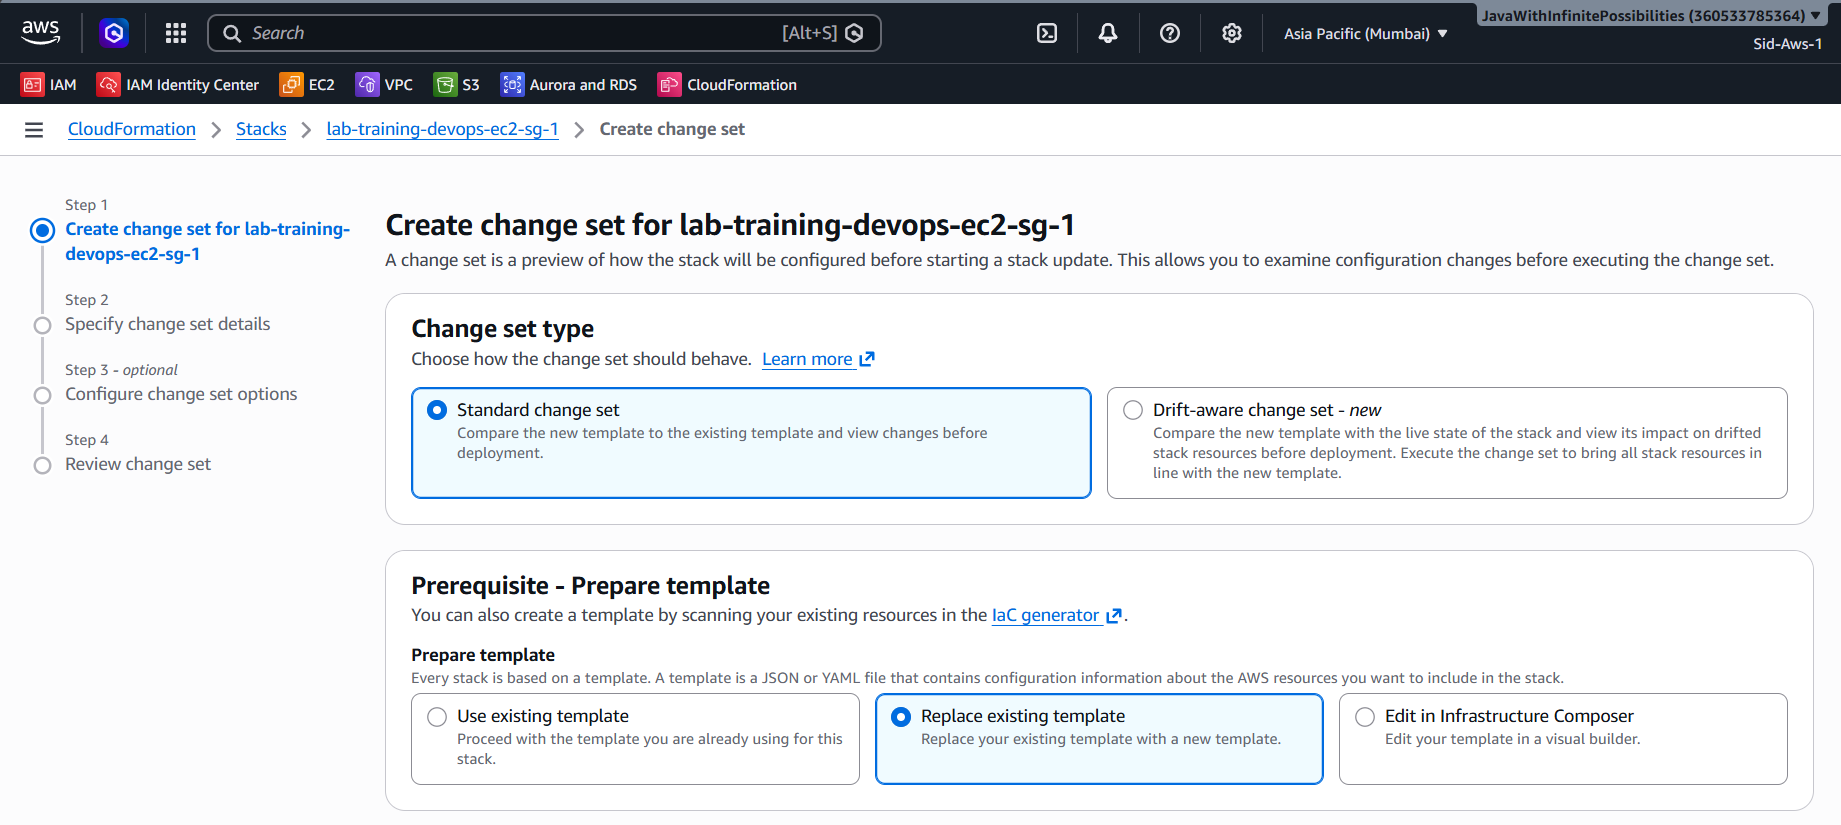 aws
Search
[Alt+S]
Asia Pacific (Mumbai)
JavaWithInfinitePossibilities (360533785364)
Sid-Aws-1
IAM
IAM Identity Center
EC2
VPC
S3
Aurora and RDS
CloudFormation
CloudFormation
Stacks
lab-training-devops-ec2-sg-1
Create change set
Step 1
Create change set for lab-training-
devops-ec2-sg-1
Step 2
Specify change set details
Step 3 - optional
Configure change set options
Step 4
Review change set
Create change set for lab-training-devops-ec2-sg-1
A change set is a preview of how the stack will be configured before starting a stack update. This allows you to examine configuration changes before executing the change set.
Change set type
Choose how the change set should behave. Learn more
Standard change set
Compare the new template to the existing template and view changes before
deployment.
Drift-aware change set - new
Compare the new template with the live state of the stack and view its impact on drifted
stack resources before deployment. Execute the change set to bring all stack resources in
line with the new template.
Prerequisite - Prepare template
You can also create a template by scanning your existing resources in the IaC generator.
Prepare template
Every stack is based on a template. A template is a JSON or YAML file that contains configuration information about the AWS resources you want to include in the stack.
Use existing template
Proceed with the template you are already using for this
stack.
Replace existing template
Replace your existing template with a new template.
Edit in Infrastructure Composer
Edit your template in a visual builder.